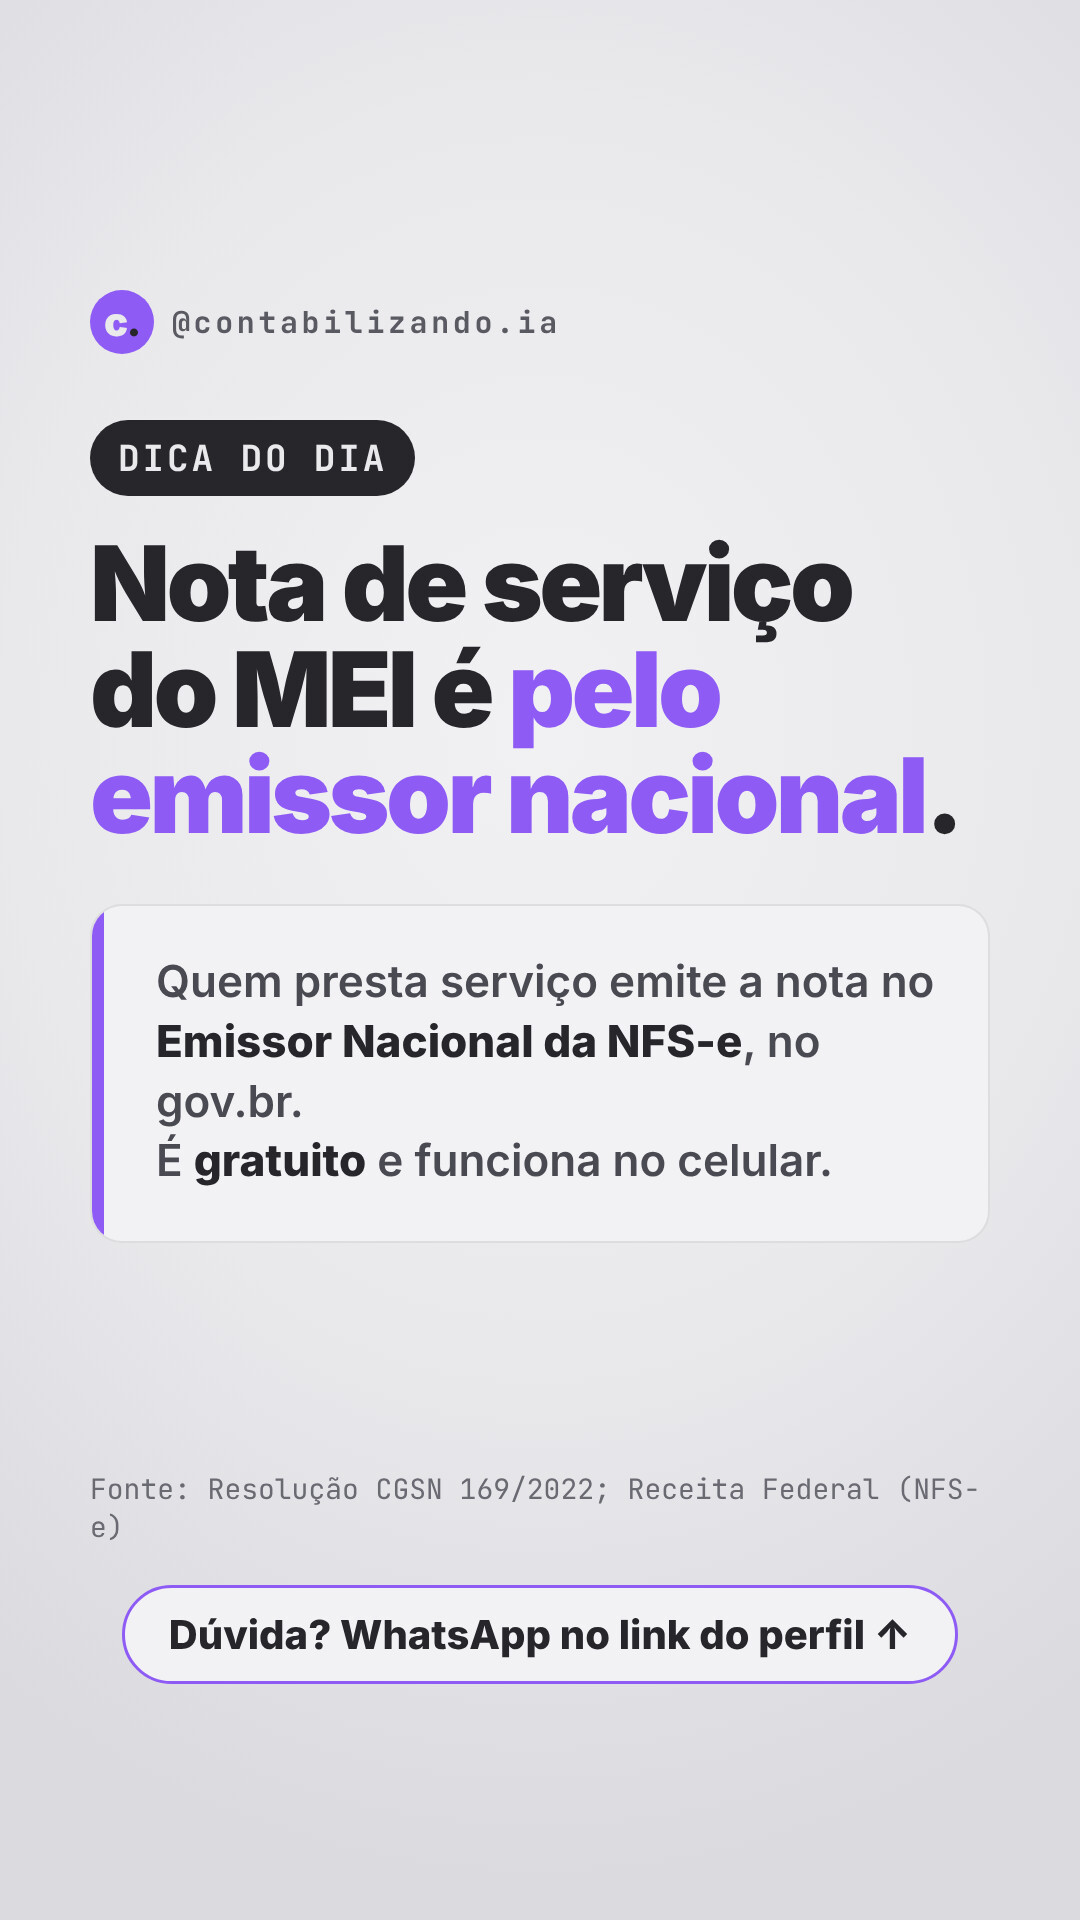 c. @contabilizando.ia
DICA DO DIA
Nota de serviço
do MEI é pelo
emissor nacional.
Quem presta serviço emite a nota no
Emissor Nacional da NFS-e, no
gov.br.
É gratuito e funciona no celular.
Fonte: Resolução CGSN 169/2022; Receita Federal (NFS-
e)
Dúvida? WhatsApp no link do perfil ↑